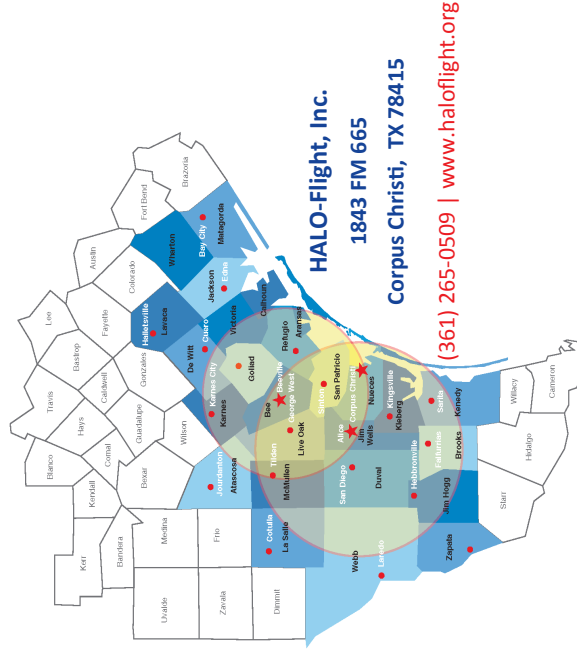 HALO-Flight, Inc.
1843 FM 665
Corpus Christi, TX 78415
(361) 265-0509 | www.haloflight.org
Kerr
Bandera
Kendall
Blanco
Comal
Hays
Travis
Bastrop
Lee
Caldwell
Fayette
Austin
Colorado
Fort Bend
Brazoria
Bexar
Guadalupe
Gonzales
Uvalde
Medina
Wilson
Zavala
Frio
Dimmit
Hallettsville
Lavaca
Wharton
Bay City
Matagorda
Jackson
Edna
Cuero
De Witt
Victoria
Calhoun
Karnes City
Karnes
Goliad
Refugio
Aransas
Jourdanton
Atascosa
Bee
Beeville
George West
Live Oak
Tilden
McMullen
Cotulla
La Salle
Sinton
San Patricio
Corpus Christi
Nueces
Alice
Jim
Wells
Kingsville
Kleberg
San Diego
Duval
Webb
Laredo
Hebbronville
Jim Hogg
Falfurrias
Brooks
Sarita
Kenedy
Zapata
Starr
Hidalgo
Willacy
Cameron